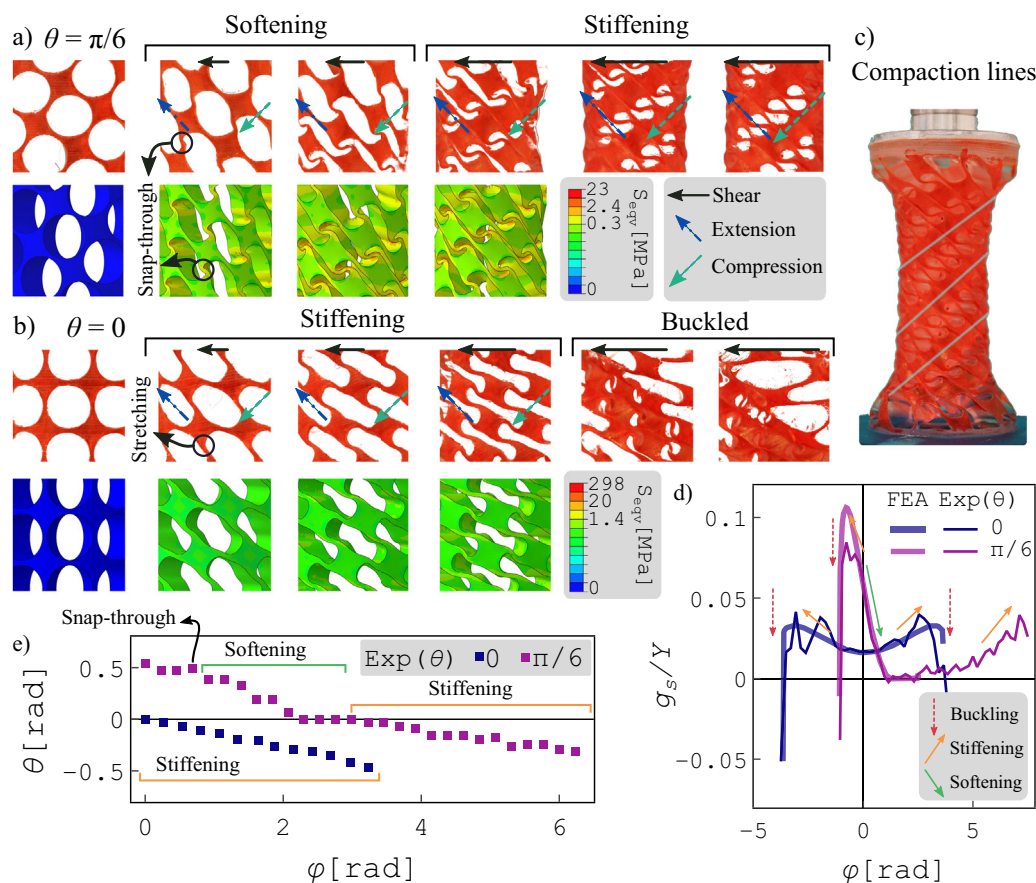 a) θ = π/6
Softening
Stiffening
c)
Compaction lines
Snap-through
23
2.4
0.3
0
S_eqv [MPa]
Shear
Extension
Compression
b) θ = 0
Stiffening
Buckled
Stretching
298
20
1.4
0
S_eqv [MPa]
d)
FEA Exp(θ)
0
π/6
0.1
0.05
0
−0.05
g_s/Y
Buckling
Stiffening
Softening
−5 0 5
φ[rad]
e)
Snap-through
Softening
Exp(θ) 0 π/6
Stiffening
Stiffening
0.5
0
−0.5
θ[rad]
0 2 4 6
φ[rad]